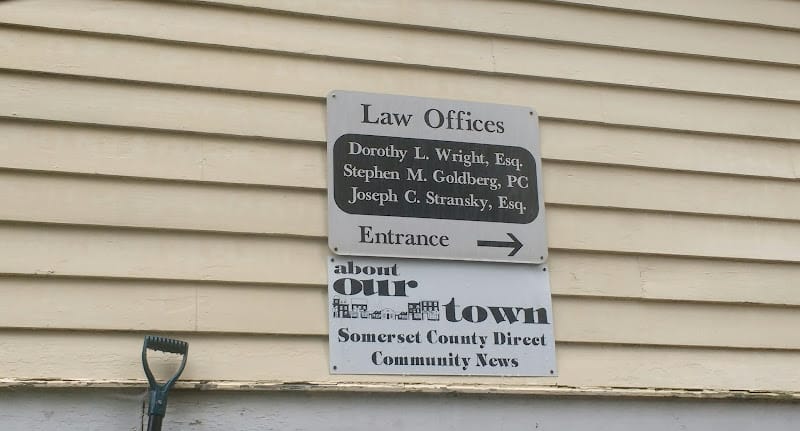 Law Offices
Dorothy L. Wright, Esq.
Stephen M. Goldberg, PC
Joseph C. Stransky, Esq.
Entrance →
about
our
town
Somerset County Direct
Community News